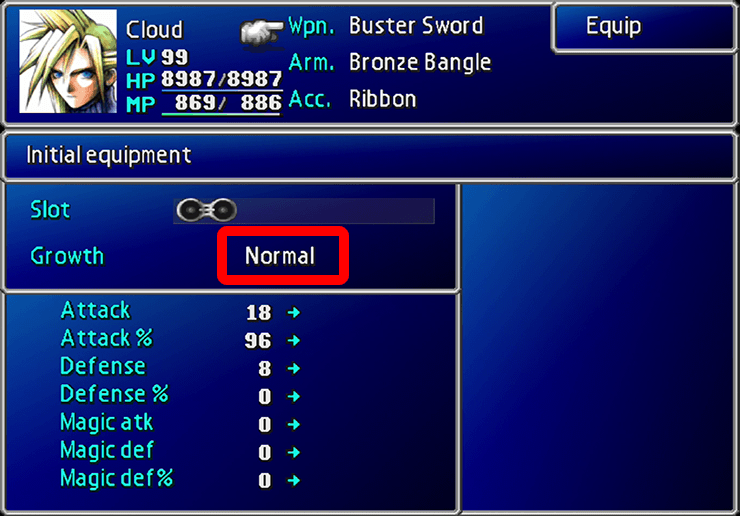 Cloud
LV 99
HP 8987/8987
MP 869/ 886
Wpn. Buster Sword
Arm. Bronze Bangle
Acc. Ribbon
Equip
Initial equipment
Slot
Growth Normal
Attack 18 →
Attack % 96 →
Defense 8 →
Defense % 0 →
Magic atk 0 →
Magic def 0 →
Magic def% 0 →